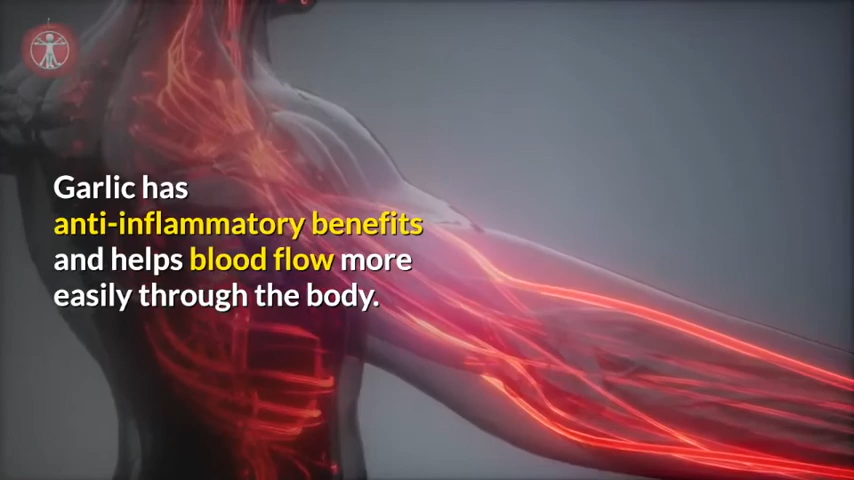 Garlic has
anti-inflammatory benefits
and helps blood flow more
easily through the body.